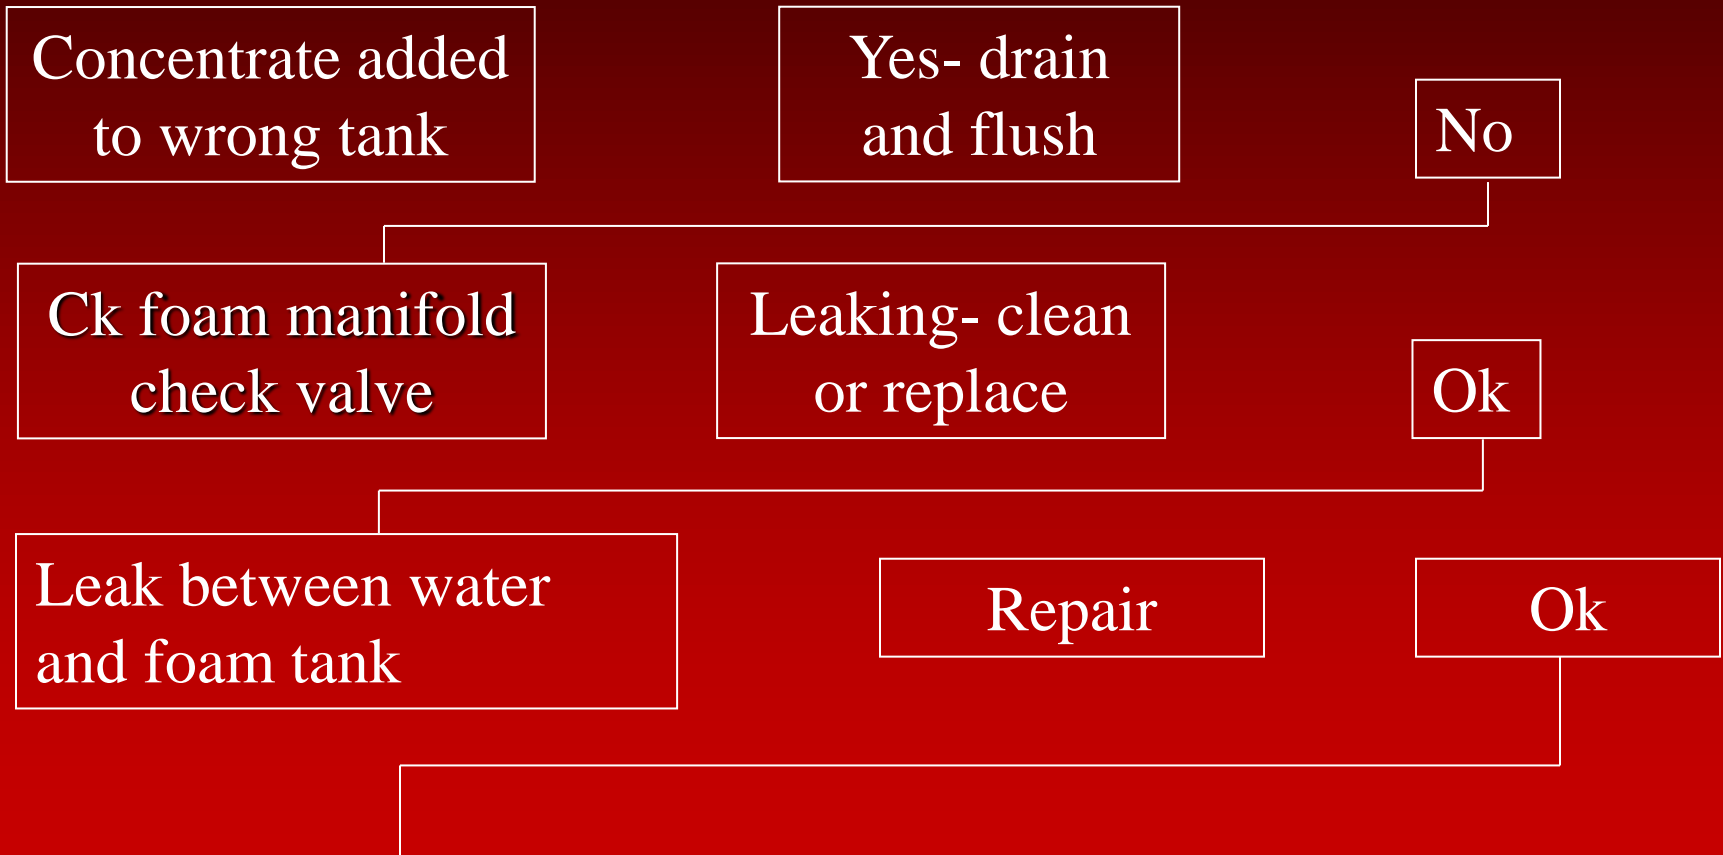 Concentrate added
to wrong tank
Yes- drain
and flush
No
Ck foam manifold
check valve
Leaking- clean
or replace
Ok
Leak between water
and foam tank
Repair
Ok